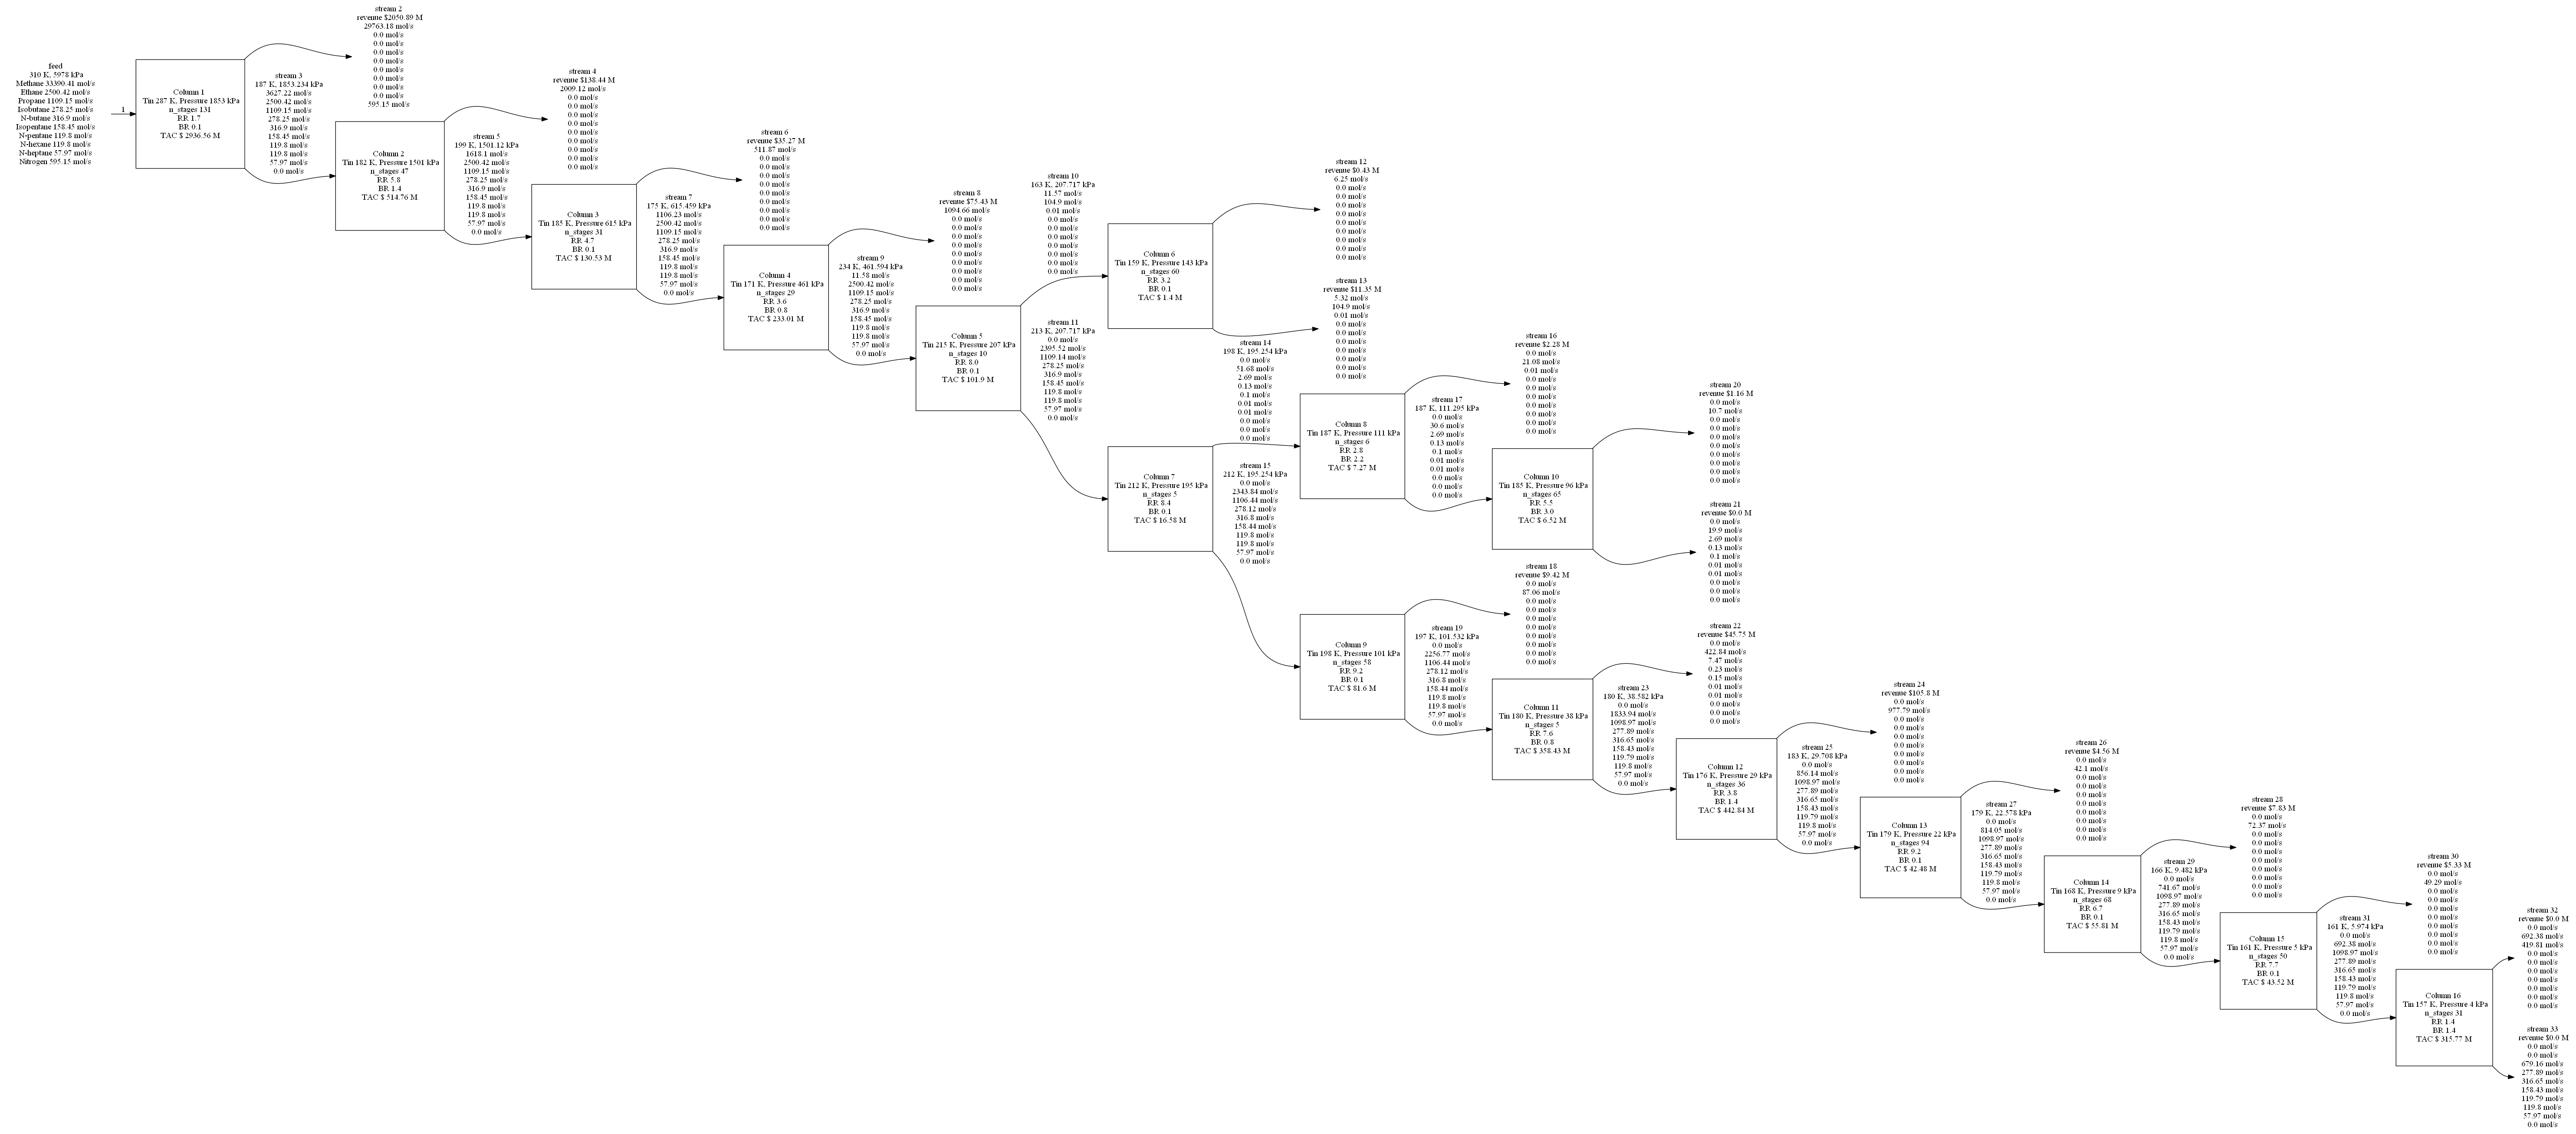 feed
310 K, 5978 kPa
Methane 33390.41 mol/s
Ethane 2500.42 mol/s
Propane 1109.15 mol/s
Isobutane 278.25 mol/s
N-butane 316.9 mol/s
Isopentane 158.45 mol/s
N-pentane 119.8 mol/s
N-hexane 119.8 mol/s
N-heptane 57.97 mol/s
Nitrogen 595.15 mol/s
1
Column 1
Tin 287 K, Pressure 1853 kPa
n_stages 131
RR 1.7
BR 0.1
TAC $ 2936.56 M
stream 2
revenue $2050.89 M
29763.18 mol/s
0.0 mol/s
0.0 mol/s
0.0 mol/s
0.0 mol/s
0.0 mol/s
0.0 mol/s
0.0 mol/s
0.0 mol/s
595.15 mol/s
stream 3
187 K, 1853.234 kPa
3627.22 mol/s
2500.42 mol/s
1109.15 mol/s
278.25 mol/s
316.9 mol/s
158.45 mol/s
119.8 mol/s
119.8 mol/s
57.97 mol/s
0.0 mol/s
Column 2
Tin 182 K, Pressure 1501 kPa
n_stages 47
RR 5.8
BR 1.4
TAC $ 514.76 M
stream 4
revenue $138.44 M
2009.12 mol/s
0.0 mol/s
0.0 mol/s
0.0 mol/s
0.0 mol/s
0.0 mol/s
0.0 mol/s
0.0 mol/s
0.0 mol/s
0.0 mol/s
stream 5
199 K, 1501.12 kPa
1618.1 mol/s
2500.42 mol/s
1109.15 mol/s
278.25 mol/s
316.9 mol/s
158.45 mol/s
119.8 mol/s
119.8 mol/s
57.97 mol/s
0.0 mol/s
Column 3
Tin 185 K, Pressure 615 kPa
n_stages 31
RR 4.7
BR 0.1
TAC $ 130.53 M
stream 6
revenue $35.27 M
511.87 mol/s
0.0 mol/s
0.0 mol/s
0.0 mol/s
0.0 mol/s
0.0 mol/s
0.0 mol/s
0.0 mol/s
0.0 mol/s
0.0 mol/s
stream 7
175 K, 615.459 kPa
1106.23 mol/s
2500.42 mol/s
1109.15 mol/s
278.25 mol/s
316.9 mol/s
158.45 mol/s
119.8 mol/s
119.8 mol/s
57.97 mol/s
0.0 mol/s
Column 4
Tin 171 K, Pressure 461 kPa
n_stages 29
RR 3.6
BR 0.8
TAC $ 233.01 M
stream 8
revenue $75.43 M
1094.66 mol/s
0.0 mol/s
0.0 mol/s
0.0 mol/s
0.0 mol/s
0.0 mol/s
0.0 mol/s
0.0 mol/s
0.0 mol/s
0.0 mol/s
stream 9
234 K, 461.594 kPa
11.58 mol/s
2500.42 mol/s
1109.15 mol/s
278.25 mol/s
316.9 mol/s
158.45 mol/s
119.8 mol/s
119.8 mol/s
57.97 mol/s
0.0 mol/s
Column 5
Tin 215 K, Pressure 207 kPa
n_stages 10
RR 8.0
BR 0.1
TAC $ 101.9 M
stream 10
163 K, 207.717 kPa
11.57 mol/s
104.9 mol/s
0.01 mol/s
0.0 mol/s
0.0 mol/s
0.0 mol/s
0.0 mol/s
0.0 mol/s
0.0 mol/s
0.0 mol/s
stream 11
213 K, 207.717 kPa
0.0 mol/s
2395.52 mol/s
1109.14 mol/s
278.25 mol/s
316.9 mol/s
158.45 mol/s
119.8 mol/s
119.8 mol/s
57.97 mol/s
0.0 mol/s
Column 6
Tin 159 K, Pressure 143 kPa
n_stages 60
RR 3.2
BR 0.1
TAC $ 1.4 M
stream 12
revenue $0.43 M
6.25 mol/s
0.0 mol/s
0.0 mol/s
0.0 mol/s
0.0 mol/s
0.0 mol/s
0.0 mol/s
0.0 mol/s
0.0 mol/s
0.0 mol/s
stream 13
revenue $11.35 M
5.32 mol/s
104.9 mol/s
0.01 mol/s
0.0 mol/s
0.0 mol/s
0.0 mol/s
0.0 mol/s
0.0 mol/s
0.0 mol/s
0.0 mol/s
Column 7
Tin 212 K, Pressure 195 kPa
n_stages 5
RR 8.4
BR 0.1
TAC $ 16.58 M
stream 14
198 K, 195.254 kPa
0.0 mol/s
51.68 mol/s
2.69 mol/s
0.13 mol/s
0.1 mol/s
0.01 mol/s
0.01 mol/s
0.0 mol/s
0.0 mol/s
0.0 mol/s
stream 15
212 K, 195.254 kPa
0.0 mol/s
2343.84 mol/s
1106.44 mol/s
278.12 mol/s
316.8 mol/s
158.44 mol/s
119.8 mol/s
119.8 mol/s
57.97 mol/s
0.0 mol/s
Column 8
Tin 187 K, Pressure 111 kPa
n_stages 6
RR 2.8
BR 2.2
TAC $ 7.27 M
stream 16
revenue $2.28 M
0.0 mol/s
21.08 mol/s
0.01 mol/s
0.0 mol/s
0.0 mol/s
0.0 mol/s
0.0 mol/s
0.0 mol/s
0.0 mol/s
0.0 mol/s
stream 17
187 K, 111.295 kPa
0.0 mol/s
30.6 mol/s
2.69 mol/s
0.13 mol/s
0.1 mol/s
0.01 mol/s
0.01 mol/s
0.0 mol/s
0.0 mol/s
0.0 mol/s
Column 10
Tin 185 K, Pressure 96 kPa
n_stages 65
RR 5.5
BR 3.0
TAC $ 6.52 M
stream 20
revenue $1.16 M
0.0 mol/s
10.7 mol/s
0.0 mol/s
0.0 mol/s
0.0 mol/s
0.0 mol/s
0.0 mol/s
0.0 mol/s
0.0 mol/s
0.0 mol/s
stream 21
revenue $0.0 M
0.0 mol/s
19.9 mol/s
2.69 mol/s
0.13 mol/s
0.1 mol/s
0.01 mol/s
0.01 mol/s
0.0 mol/s
0.0 mol/s
0.0 mol/s
Column 9
Tin 198 K, Pressure 101 kPa
n_stages 58
RR 9.2
BR 0.1
TAC $ 81.6 M
stream 18
revenue $9.42 M
0.0 mol/s
87.06 mol/s
0.0 mol/s
0.0 mol/s
0.0 mol/s
0.0 mol/s
0.0 mol/s
0.0 mol/s
0.0 mol/s
0.0 mol/s
stream 19
197 K, 101.532 kPa
0.0 mol/s
2256.77 mol/s
1106.44 mol/s
278.12 mol/s
316.8 mol/s
158.44 mol/s
119.8 mol/s
119.8 mol/s
57.97 mol/s
0.0 mol/s
Column 11
Tin 180 K, Pressure 38 kPa
n_stages 5
RR 7.6
BR 0.8
TAC $ 358.43 M
stream 22
revenue $45.75 M
0.0 mol/s
422.84 mol/s
7.47 mol/s
0.23 mol/s
0.15 mol/s
0.01 mol/s
0.01 mol/s
0.0 mol/s
0.0 mol/s
0.0 mol/s
stream 23
180 K, 38.582 kPa
0.0 mol/s
1833.94 mol/s
1098.97 mol/s
277.89 mol/s
316.65 mol/s
158.43 mol/s
119.79 mol/s
119.8 mol/s
57.97 mol/s
0.0 mol/s
Column 12
Tin 176 K, Pressure 29 kPa
n_stages 36
RR 3.8
BR 1.4
TAC $ 442.84 M
stream 24
revenue $105.8 M
0.0 mol/s
977.79 mol/s
0.0 mol/s
0.0 mol/s
0.0 mol/s
0.0 mol/s
0.0 mol/s
0.0 mol/s
0.0 mol/s
0.0 mol/s
stream 25
183 K, 29.708 kPa
0.0 mol/s
856.14 mol/s
1098.97 mol/s
277.89 mol/s
316.65 mol/s
158.43 mol/s
119.79 mol/s
119.8 mol/s
57.97 mol/s
0.0 mol/s
Column 13
Tin 179 K, Pressure 22 kPa
n_stages 94
RR 9.2
BR 0.1
TAC $ 42.48 M
stream 26
revenue $4.56 M
0.0 mol/s
42.1 mol/s
0.0 mol/s
0.0 mol/s
0.0 mol/s
0.0 mol/s
0.0 mol/s
0.0 mol/s
0.0 mol/s
0.0 mol/s
stream 27
179 K, 22.578 kPa
0.0 mol/s
814.05 mol/s
1098.97 mol/s
277.89 mol/s
316.65 mol/s
158.43 mol/s
119.79 mol/s
119.8 mol/s
57.97 mol/s
0.0 mol/s
Column 14
Tin 168 K, Pressure 9 kPa
n_stages 68
RR 6.7
BR 0.1
TAC $ 55.81 M
stream 28
revenue $7.83 M
0.0 mol/s
72.37 mol/s
0.0 mol/s
0.0 mol/s
0.0 mol/s
0.0 mol/s
0.0 mol/s
0.0 mol/s
0.0 mol/s
0.0 mol/s
stream 29
166 K, 9.482 kPa
0.0 mol/s
741.67 mol/s
1098.97 mol/s
277.89 mol/s
316.65 mol/s
158.43 mol/s
119.79 mol/s
119.8 mol/s
57.97 mol/s
0.0 mol/s
Column 15
Tin 161 K, Pressure 5 kPa
n_stages 50
RR 7.7
BR 0.1
TAC $ 43.52 M
stream 30
revenue $5.33 M
0.0 mol/s
49.29 mol/s
0.0 mol/s
0.0 mol/s
0.0 mol/s
0.0 mol/s
0.0 mol/s
0.0 mol/s
0.0 mol/s
0.0 mol/s
stream 31
161 K, 5.974 kPa
0.0 mol/s
692.38 mol/s
1098.97 mol/s
277.89 mol/s
316.65 mol/s
158.43 mol/s
119.79 mol/s
119.8 mol/s
57.97 mol/s
0.0 mol/s
Column 16
Tin 157 K, Pressure 4 kPa
n_stages 31
RR 1.4
BR 1.4
TAC $ 315.77 M
stream 32
revenue $0.0 M
0.0 mol/s
692.38 mol/s
419.81 mol/s
0.0 mol/s
0.0 mol/s
0.0 mol/s
0.0 mol/s
0.0 mol/s
0.0 mol/s
0.0 mol/s
stream 33
revenue $0.0 M
0.0 mol/s
0.0 mol/s
679.16 mol/s
277.89 mol/s
316.65 mol/s
158.43 mol/s
119.79 mol/s
119.8 mol/s
57.97 mol/s
0.0 mol/s